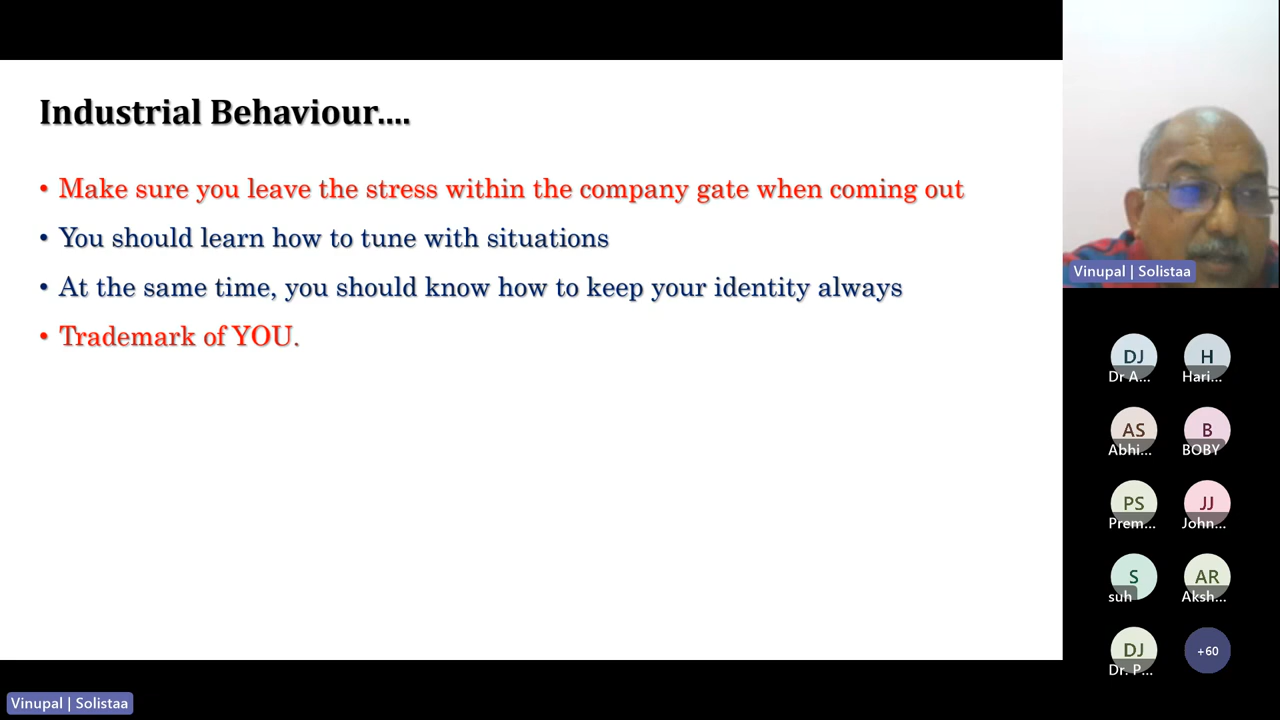 Industrial Behaviour....
• Make sure you leave the stress within the company gate when coming out
• You should learn how to tune with situations
• At the same time, you should know how to keep your identity always
• Trademark of YOU.
Vinupal | Solistaa
DJ
Dr A...
H
Hari...
AS
Abhi...
B
BOBY
PS
Prem...
JJ
John...
S
suh
AR
Aksh...
DJ
Dr. P...
+60
Vinupal | Solistaa